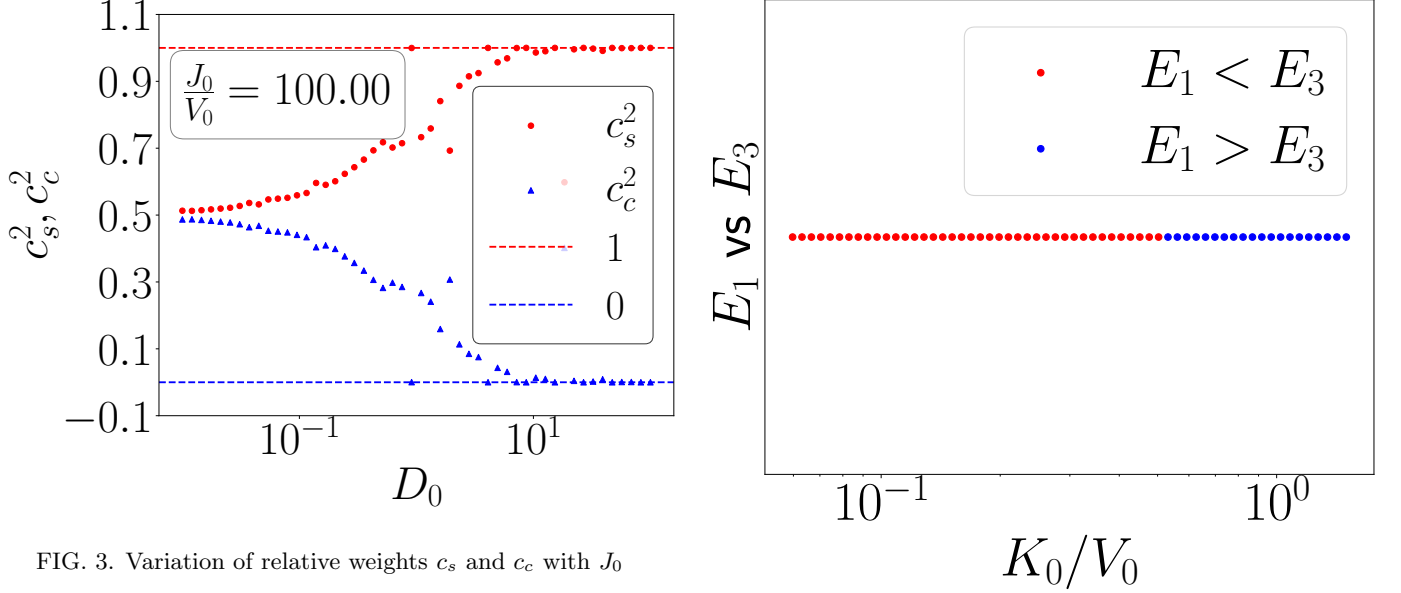 1.1
0.9
0.7
0.5
0.3
0.1
−0.1
c_s^2, c_c^2
J_0/V_0 = 100.00
c_s^2
c_c^2
1
0
10^{-1} 10^1
D_0
FIG. 3. Variation of relative weights c_s and c_c with J_0
E_1 vs E_3
E_1 < E_3
E_1 > E_3
10^{-1} 10^0
K_0/V_0